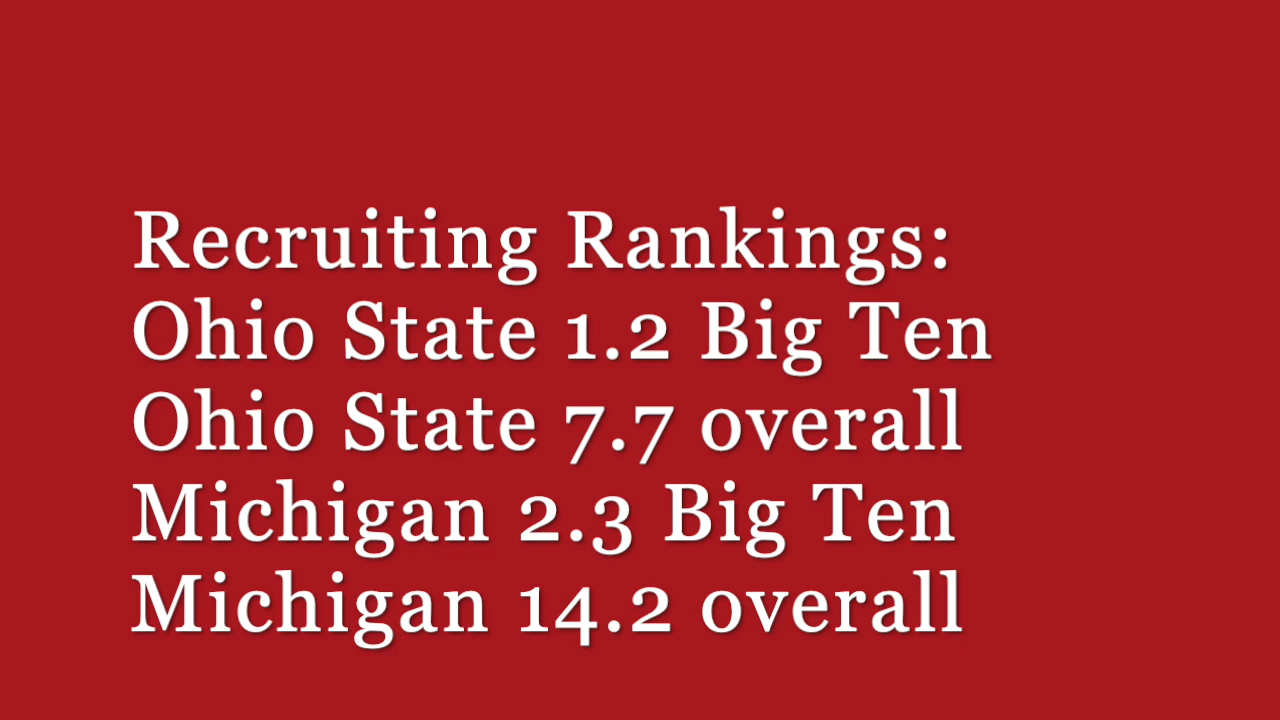 Recruiting Rankings:
Ohio State 1.2 Big Ten
Ohio State 7.7 overall
Michigan 2.3 Big Ten
Michigan 14.2 overall